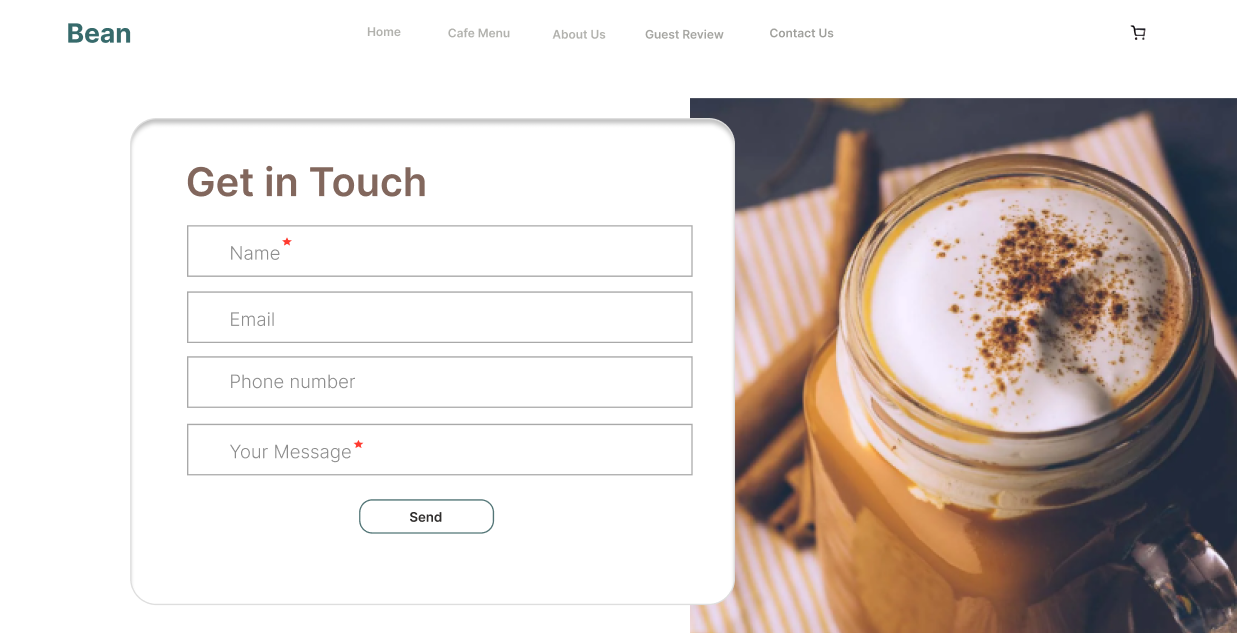 Bean
Home Cafe Menu About Us Guest Review Contact Us
Get in Touch
Name*
Email
Phone number
Your Message*
Send